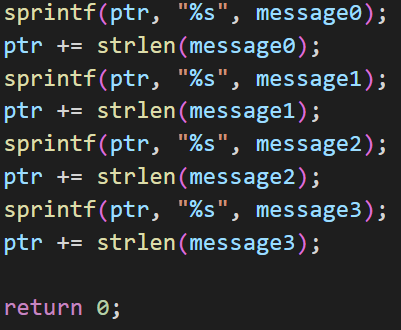 sprintf(ptr, "%s", message0);
ptr += strlen(message0);
sprintf(ptr, "%s", message1);
ptr += strlen(message1);
sprintf(ptr, "%s", message2);
ptr += strlen(message2);
sprintf(ptr, "%s", message3);
ptr += strlen(message3);
return 0;